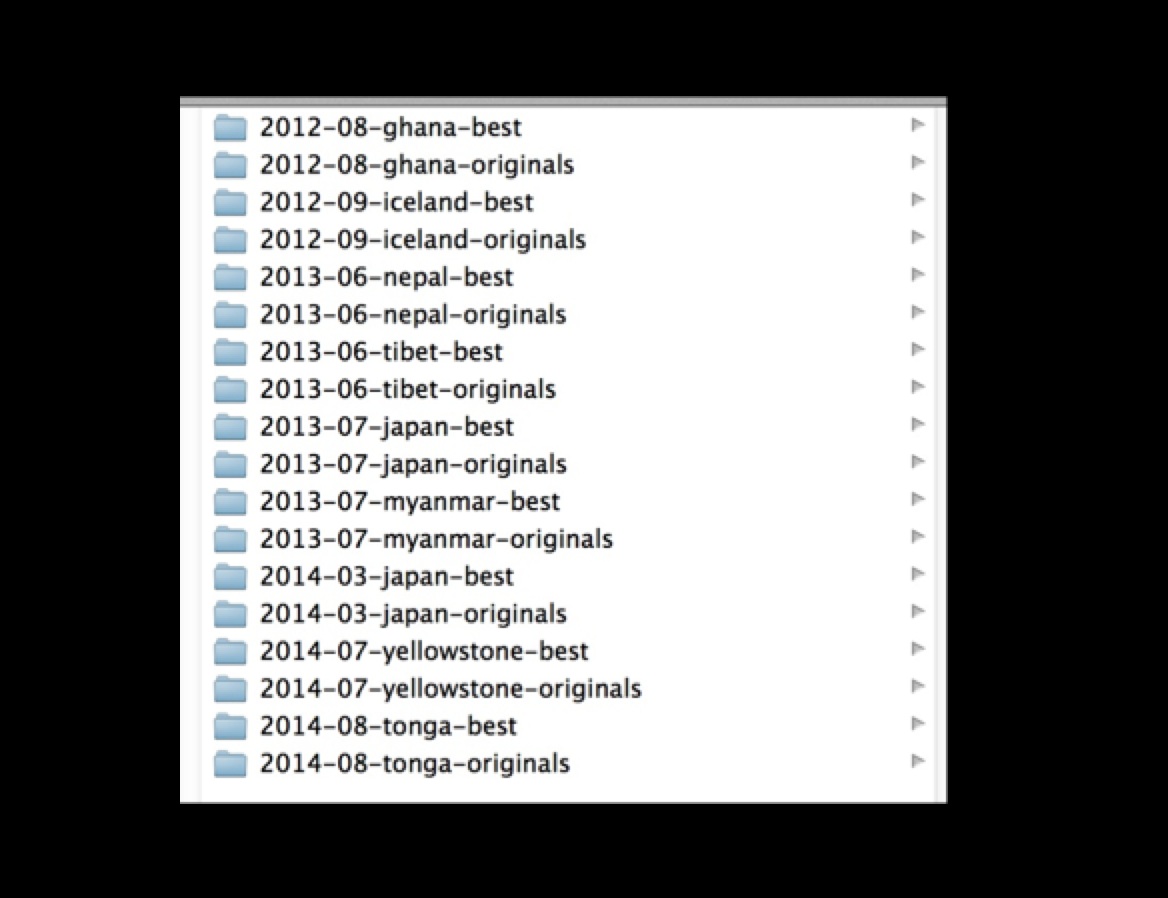 2012-08-ghana-best
2012-08-ghana-originals
2012-09-iceland-best
2012-09-iceland-originals
2013-06-nepal-best
2013-06-nepal-originals
2013-06-tibet-best
2013-06-tibet-originals
2013-07-japan-best
2013-07-japan-originals
2013-07-myanmar-best
2013-07-myanmar-originals
2014-03-japan-best
2014-03-japan-originals
2014-07-yellowstone-best
2014-07-yellowstone-originals
2014-08-tonga-best
2014-08-tonga-originals